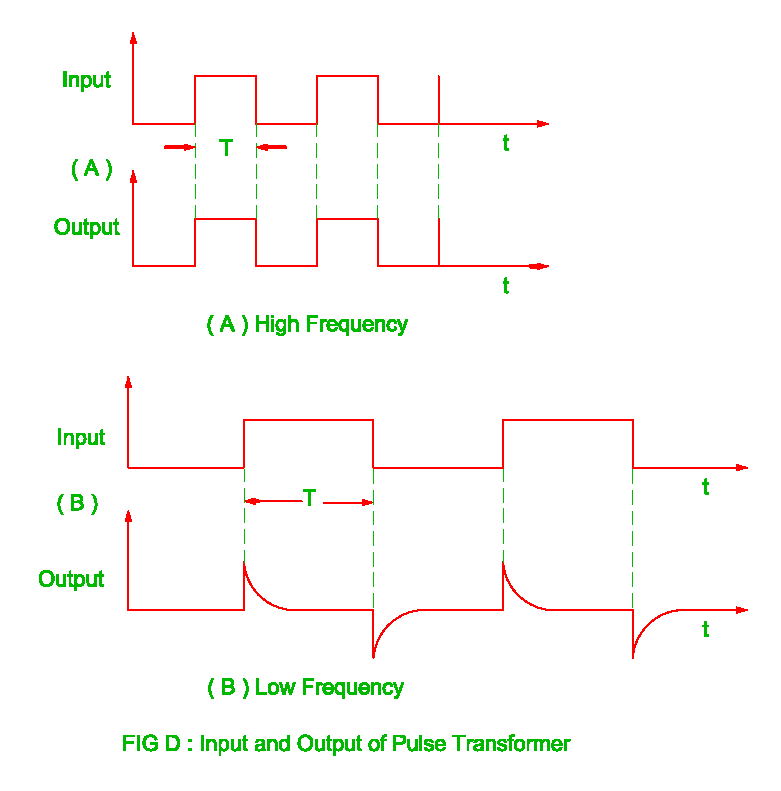 Input
T
t
( A )
Output
t
( A ) High Frequency
Input
t
T
( B )
Output
t
( B ) Low Frequency
FIG D : Input and Output of Pulse Transformer